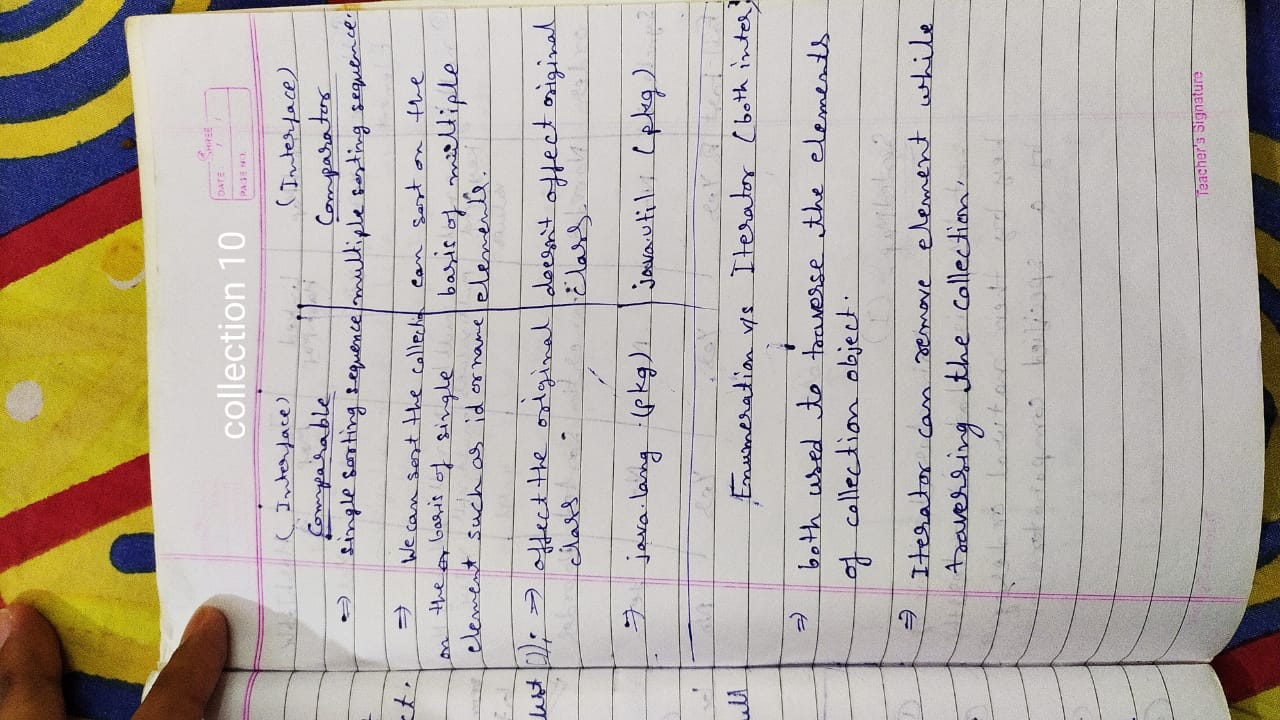 collection 10
SHREE
DATE: / /
PAGE NO.
(Interface) (Interface)
Comparable Comparator
⇒ single sorting sequence multiple sorting sequence.
ct. ⇒ We can sort the collection can sort on the
on the basis of single basis of multiple
element such as id or name elements.
list()); ⇒ affect the original doesn't affect original
class class.
⇒ java.lang (pkg) java.util (pkg)
ull Enumeration v/s Iterator (both inter)
⇒ both used to traverse the elements
of collection object.
⇒ Iterator can remove element while
traversing the collection.
Teacher's Signature